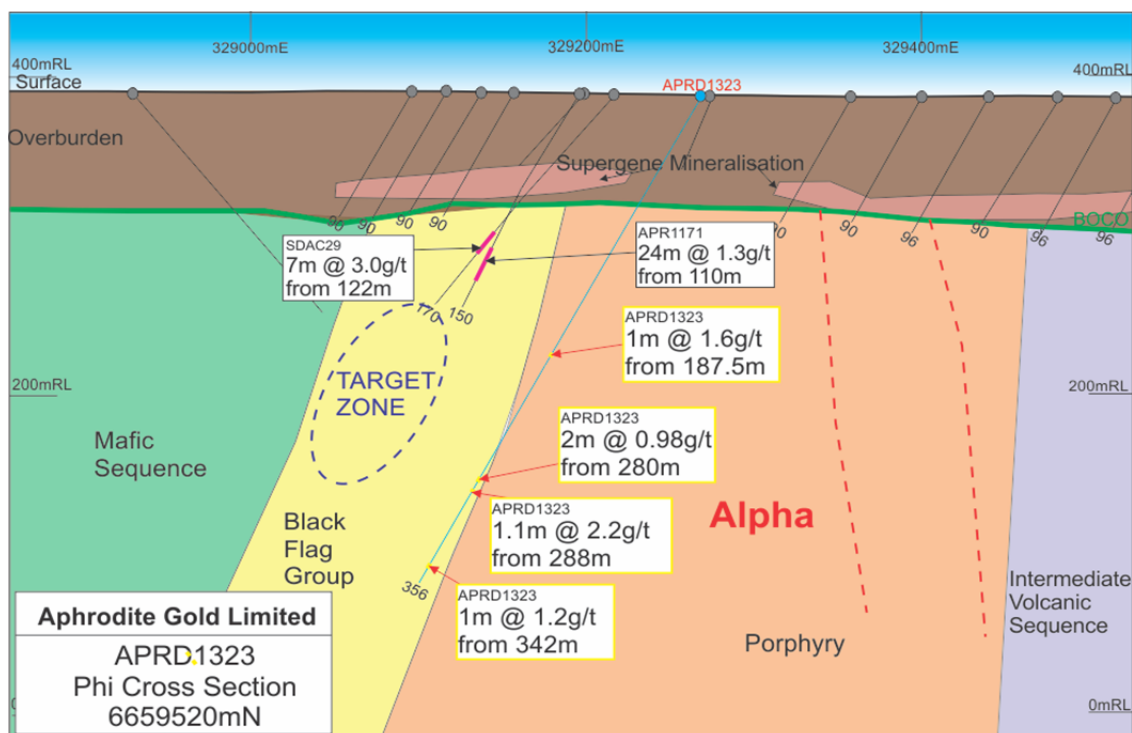 329000mE
329200mE
329400mE
400mRL
400mRL
Surface
APRD1323
Overburden
Supergene Mineralisation
96
90
90
90
90
90
96
90
96
96
BOCO
SDAC29
7m @ 3.0g/t
from 122m
APR1171
24m @ 1.3g/t
from 110m
170
150
APRD1323
1m @ 1.6g/t
from 187.5m
200mRL
200mRL
TARGET
ZONE
APRD1323
2m @ 0.98g/t
from 280m
Mafic
Sequence
Alpha
APRD1323
1.1m @ 2.2g/t
from 288m
Black
Flag
Group
356
APRD1323
1m @ 1.2g/t
from 342m
Intermediate
Volcanic
Sequence
Porphyry
Aphrodite Gold Limited
APRD1323
Phi Cross Section
6659520mN
0mRL